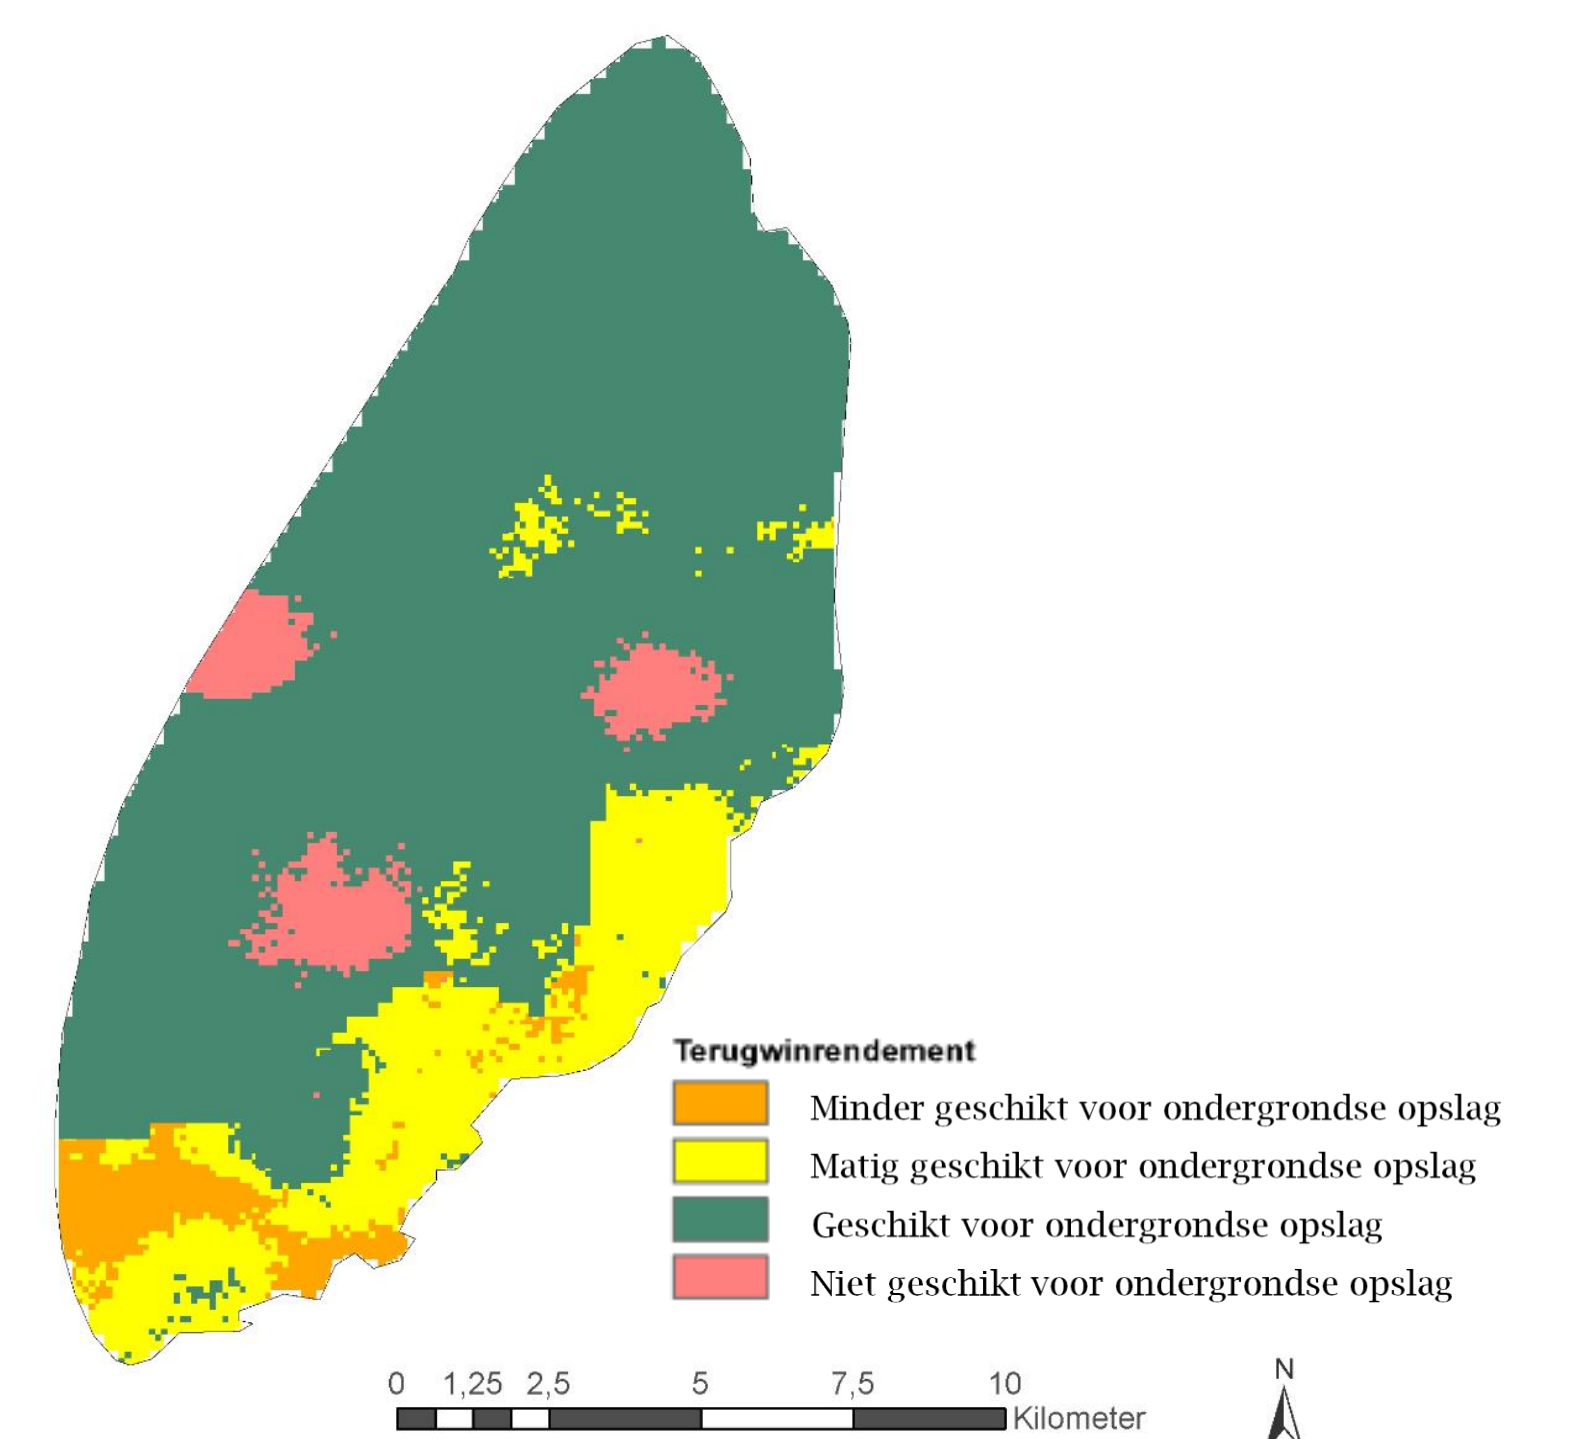 Terugwinrendement
Minder geschikt voor ondergrondse opslag
Matig geschikt voor ondergrondse opslag
Geschikt voor ondergrondse opslag
Niet geschikt voor ondergrondse opslag
0 1,25 2,5 5 7,5 10
Kilometer
N